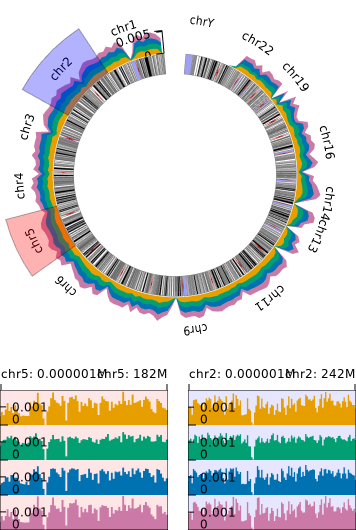 chrY
chr1
0.005
0
chr22
chr2
chr19
chr3
chr16
chr4
chr14
chr13
chr5
chr6
chr11
chr9
chr5: 0.000001M
chr5: 182M
chr2: 0.000001M
chr2: 242M
0.001
0
0.001
0
0.001
0
0.001
0
0.001
0
0.001
0
0.001
0
0.001
0